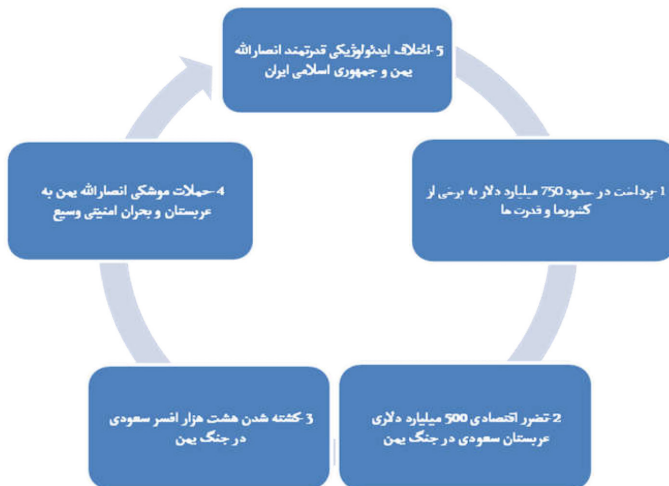 5-ائتلاف ایدئولوژیکی قدرتمند انصارالله
یمن و جمهوری اسلامی ایران
1-پرداخت در حدود 750 میلیارد دلار به برخی از
کشورها و قدرت ها
2-تضرر اقتصادی 500 میلیارد دلاری
عربستان سعودی در جنگ یمن
3-کشته شدن هشت هزار افسر سعودی
در جنگ یمن
4-حملات موشکی انصارالله یمن به
عربستان و بحران امنیتی وسیع